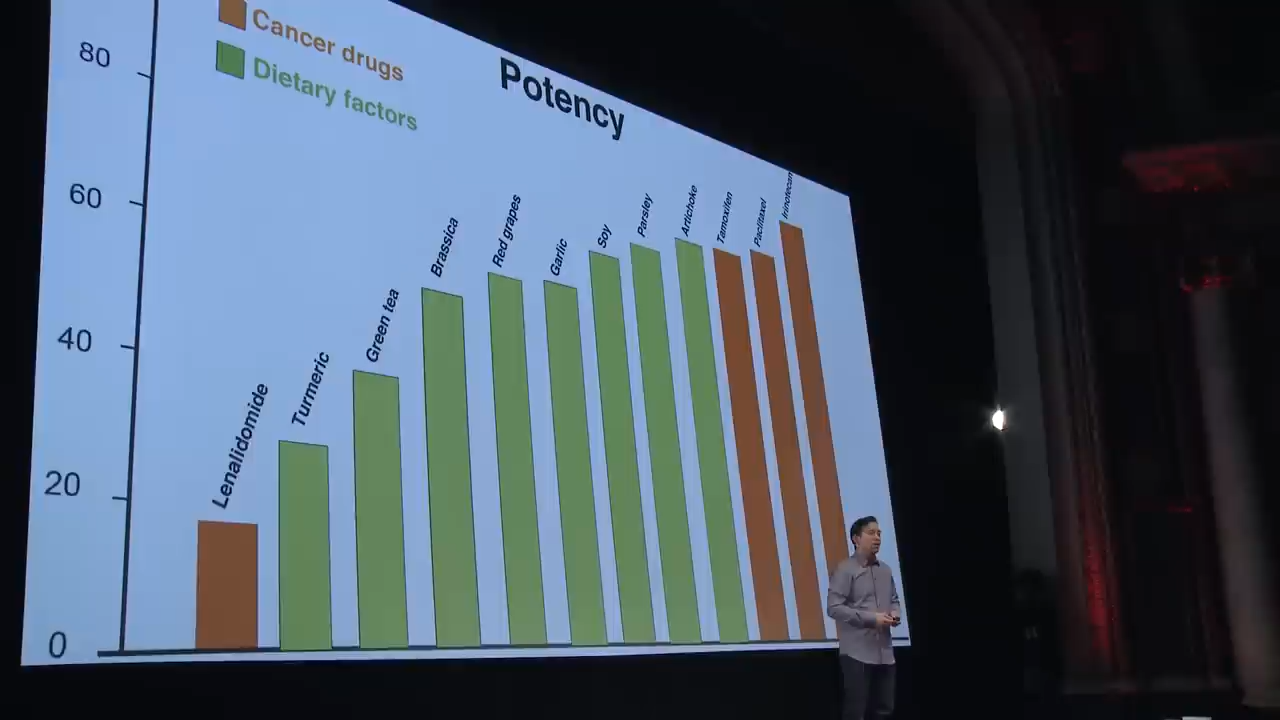 Cancer drugs
Dietary factors
Potency
80
60
40
20
0
Lenalidomide
Turmeric
Green tea
Brassica
Red grapes
Garlic
Soy
Parsley
Artichoke
Tamoxifen
Paclitaxel
Irinotecan